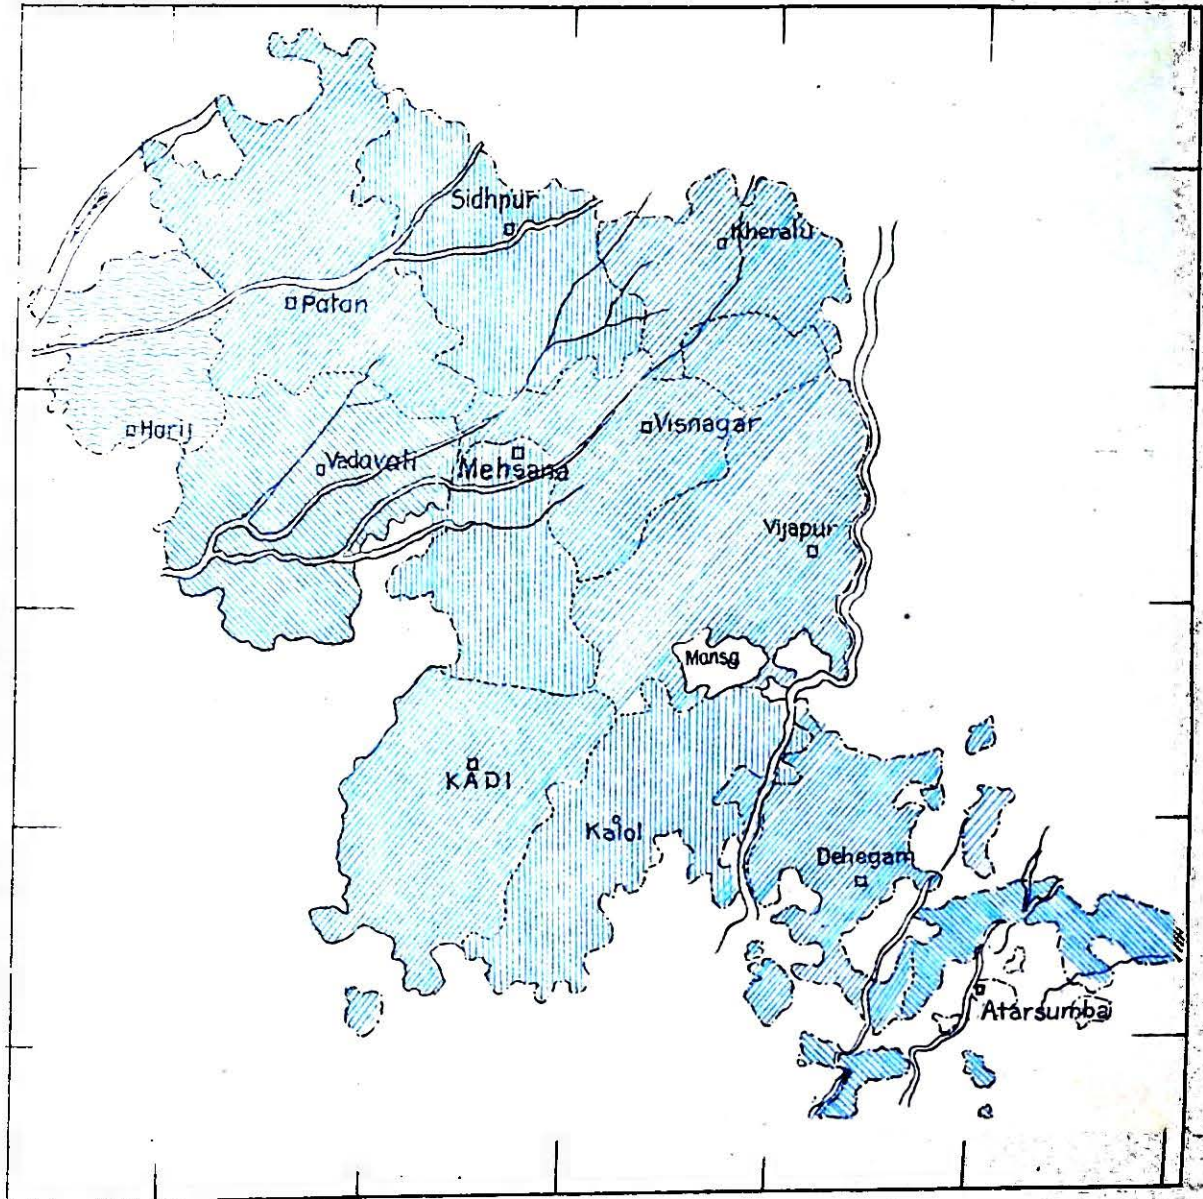 Sidhpur
Kheralu
Patan
Harij
Visnagar
Vadavali
Mehsana
Vijapur
Mansa
KADI
Kalol
Dehegam
Atarsumba